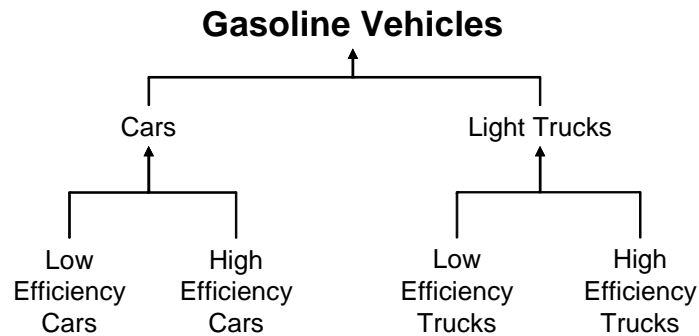 Gasoline Vehicles
Cars
Light Trucks
Low
Efficiency
Cars
High
Efficiency
Cars
Low
Efficiency
Trucks
High
Efficiency
Trucks